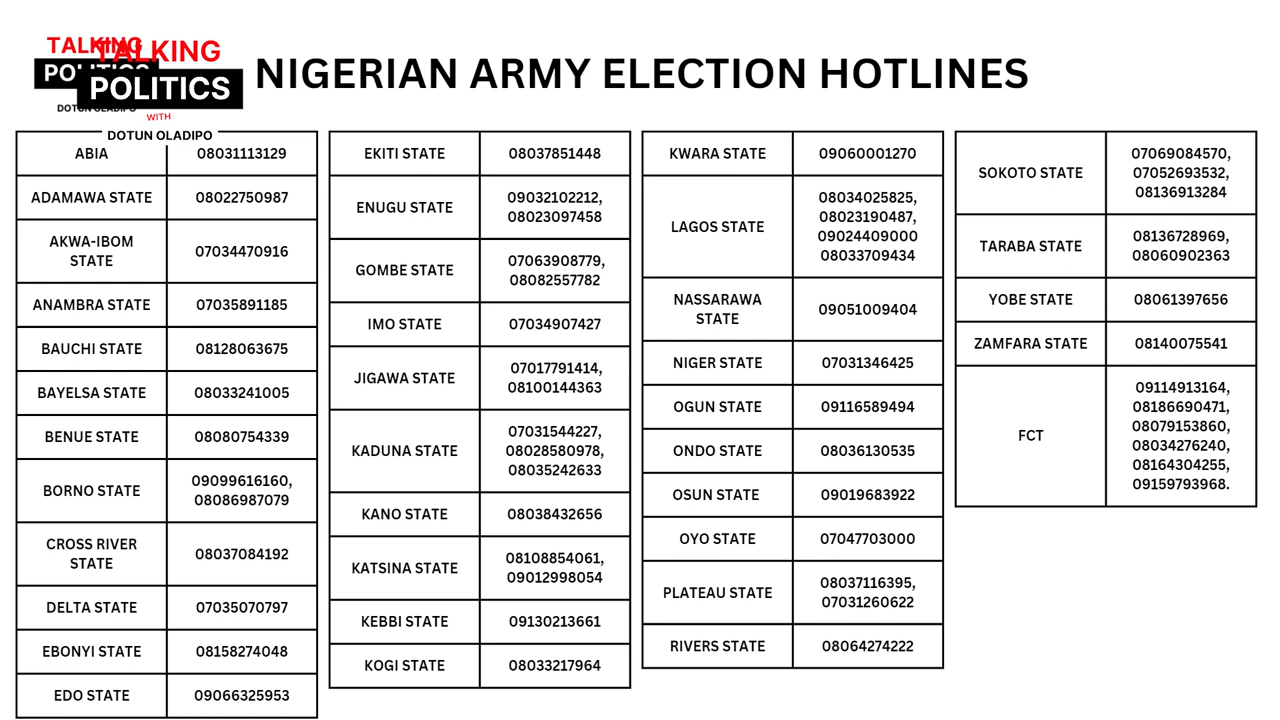 TALKING
POLITICS
DOTUN OLADIPO
TALKING
POLITICS
WITH
DOTUN OLADIPO
NIGERIAN ARMY ELECTION HOTLINES
ABIA 08031113129
ADAMAWA STATE 08022750987
AKWA-IBOM
STATE 07034470916
ANAMBRA STATE 07035891185
BAUCHI STATE 08128063675
BAYELSA STATE 08033241005
BENUE STATE 08080754339
BORNO STATE 09099616160,
08086987079
CROSS RIVER
STATE 08037084192
DELTA STATE 07035070797
EBONYI STATE 08158274048
EDO STATE 09066325953
EKITI STATE 08037851448
ENUGU STATE 09032102212,
08023097458
GOMBE STATE 07063908779,
08082557782
IMO STATE 07034907427
JIGAWA STATE 07017791414,
08100144363
KADUNA STATE 07031544227,
08028580978,
08035242633
KANO STATE 08038432656
KATSINA STATE 08108854061,
09012998054
KEBBI STATE 09130213661
KOGI STATE 08033217964
KWARA STATE 09060001270
LAGOS STATE 08034025825,
08023190487,
09024409000
08033709434
NASSARAWA
STATE 09051009404
NIGER STATE 07031346425
OGUN STATE 09116589494
ONDO STATE 08036130535
OSUN STATE 09019683922
OYO STATE 07047703000
PLATEAU STATE 08037116395,
07031260622
RIVERS STATE 08064274222
SOKOTO STATE 07069084570,
07052693532,
08136913284
TARABA STATE 08136728969,
08060902363
YOBE STATE 08061397656
ZAMFARA STATE 08140075541
FCT 09114913164,
08186690471,
08079153860,
08034276240,
08164304255,
09159793968.